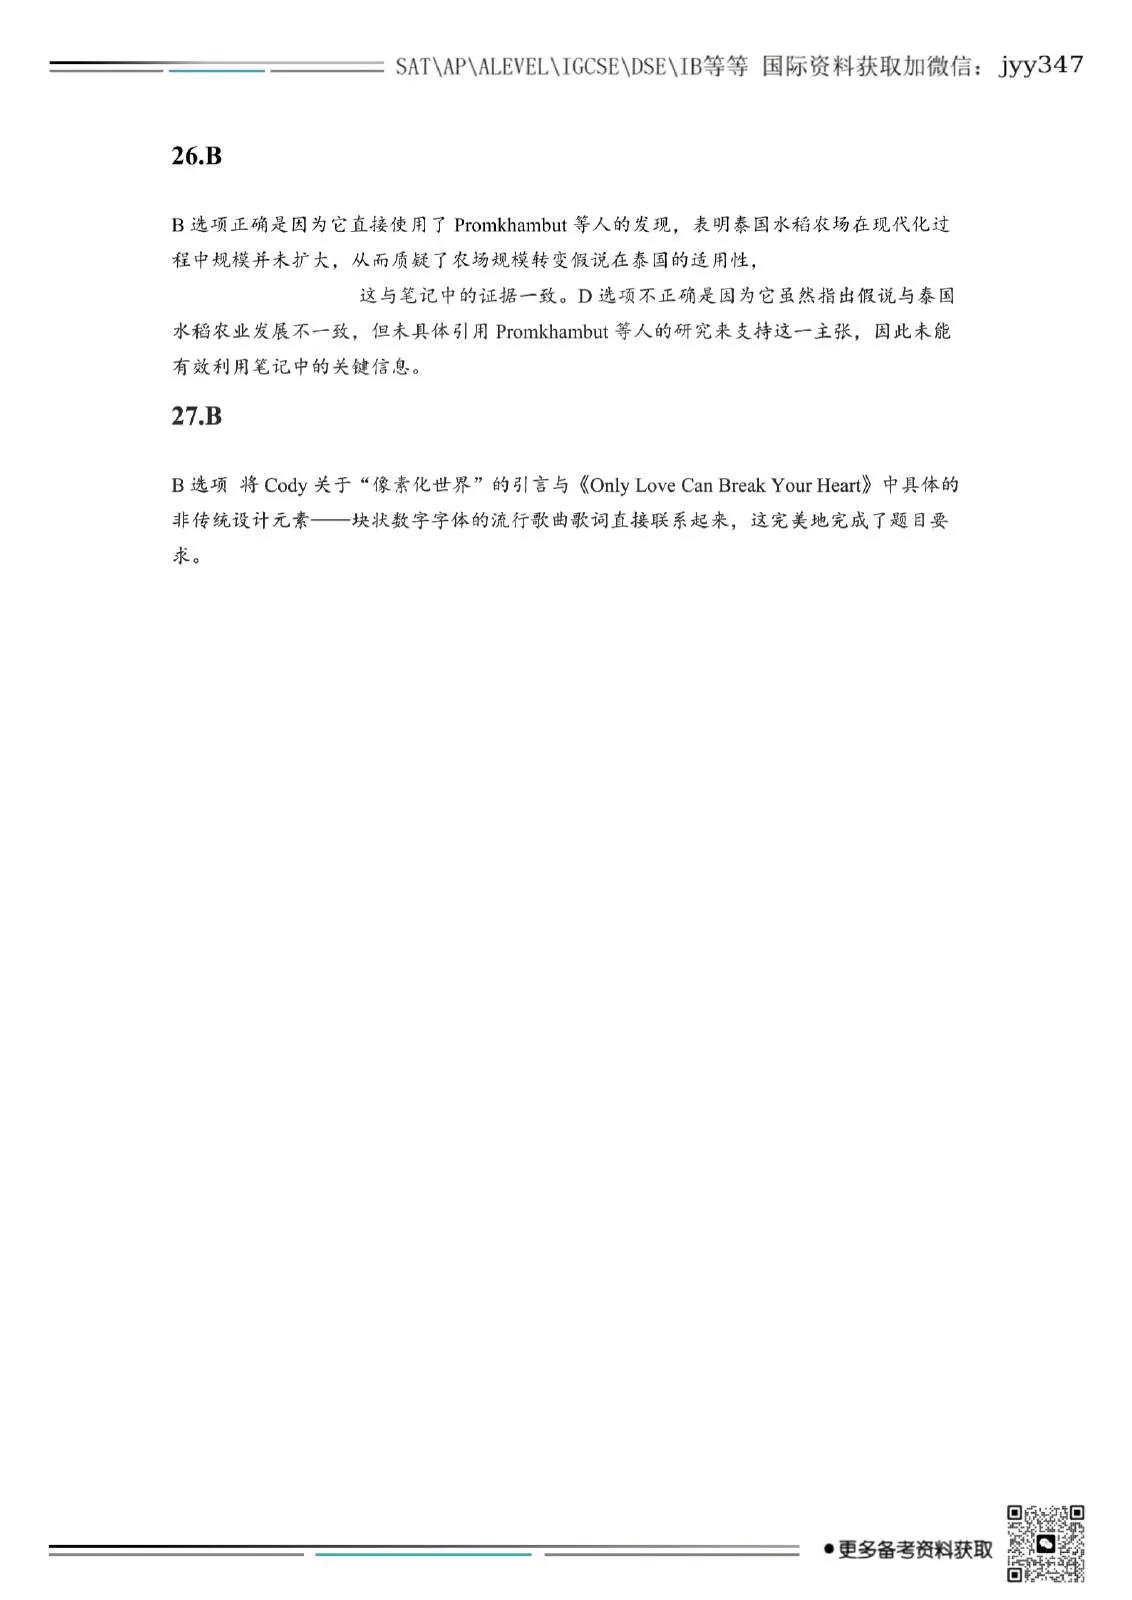 SAT\AP\ALEVEL\IGCSE\DSE\IB等等 国际资料获取加微信：jyy347
26.B
B 选项正确是因为它直接使用了 Promkhambut 等人的发现，表明泰国水稻农场在现代化过
程中规模并未扩大，从而质疑了农场规模转变假说在泰国的适用性，
这与笔记中的证据一致。D 选项不正确是因为它虽然指出假说与泰国
水稻农业发展不一致，但未具体引用 Promkhambut 等人的研究来支持这一主张，因此未能
有效利用笔记中的关键信息。
27.B
B 选项 将 Cody 关于“像素化世界”的引言与《Only Love Can Break Your Heart》中具体的
非传统设计元素——块状数字字体的流行歌曲歌词直接联系起来，这完美地完成了题目要
求。
●更多备考资料获取